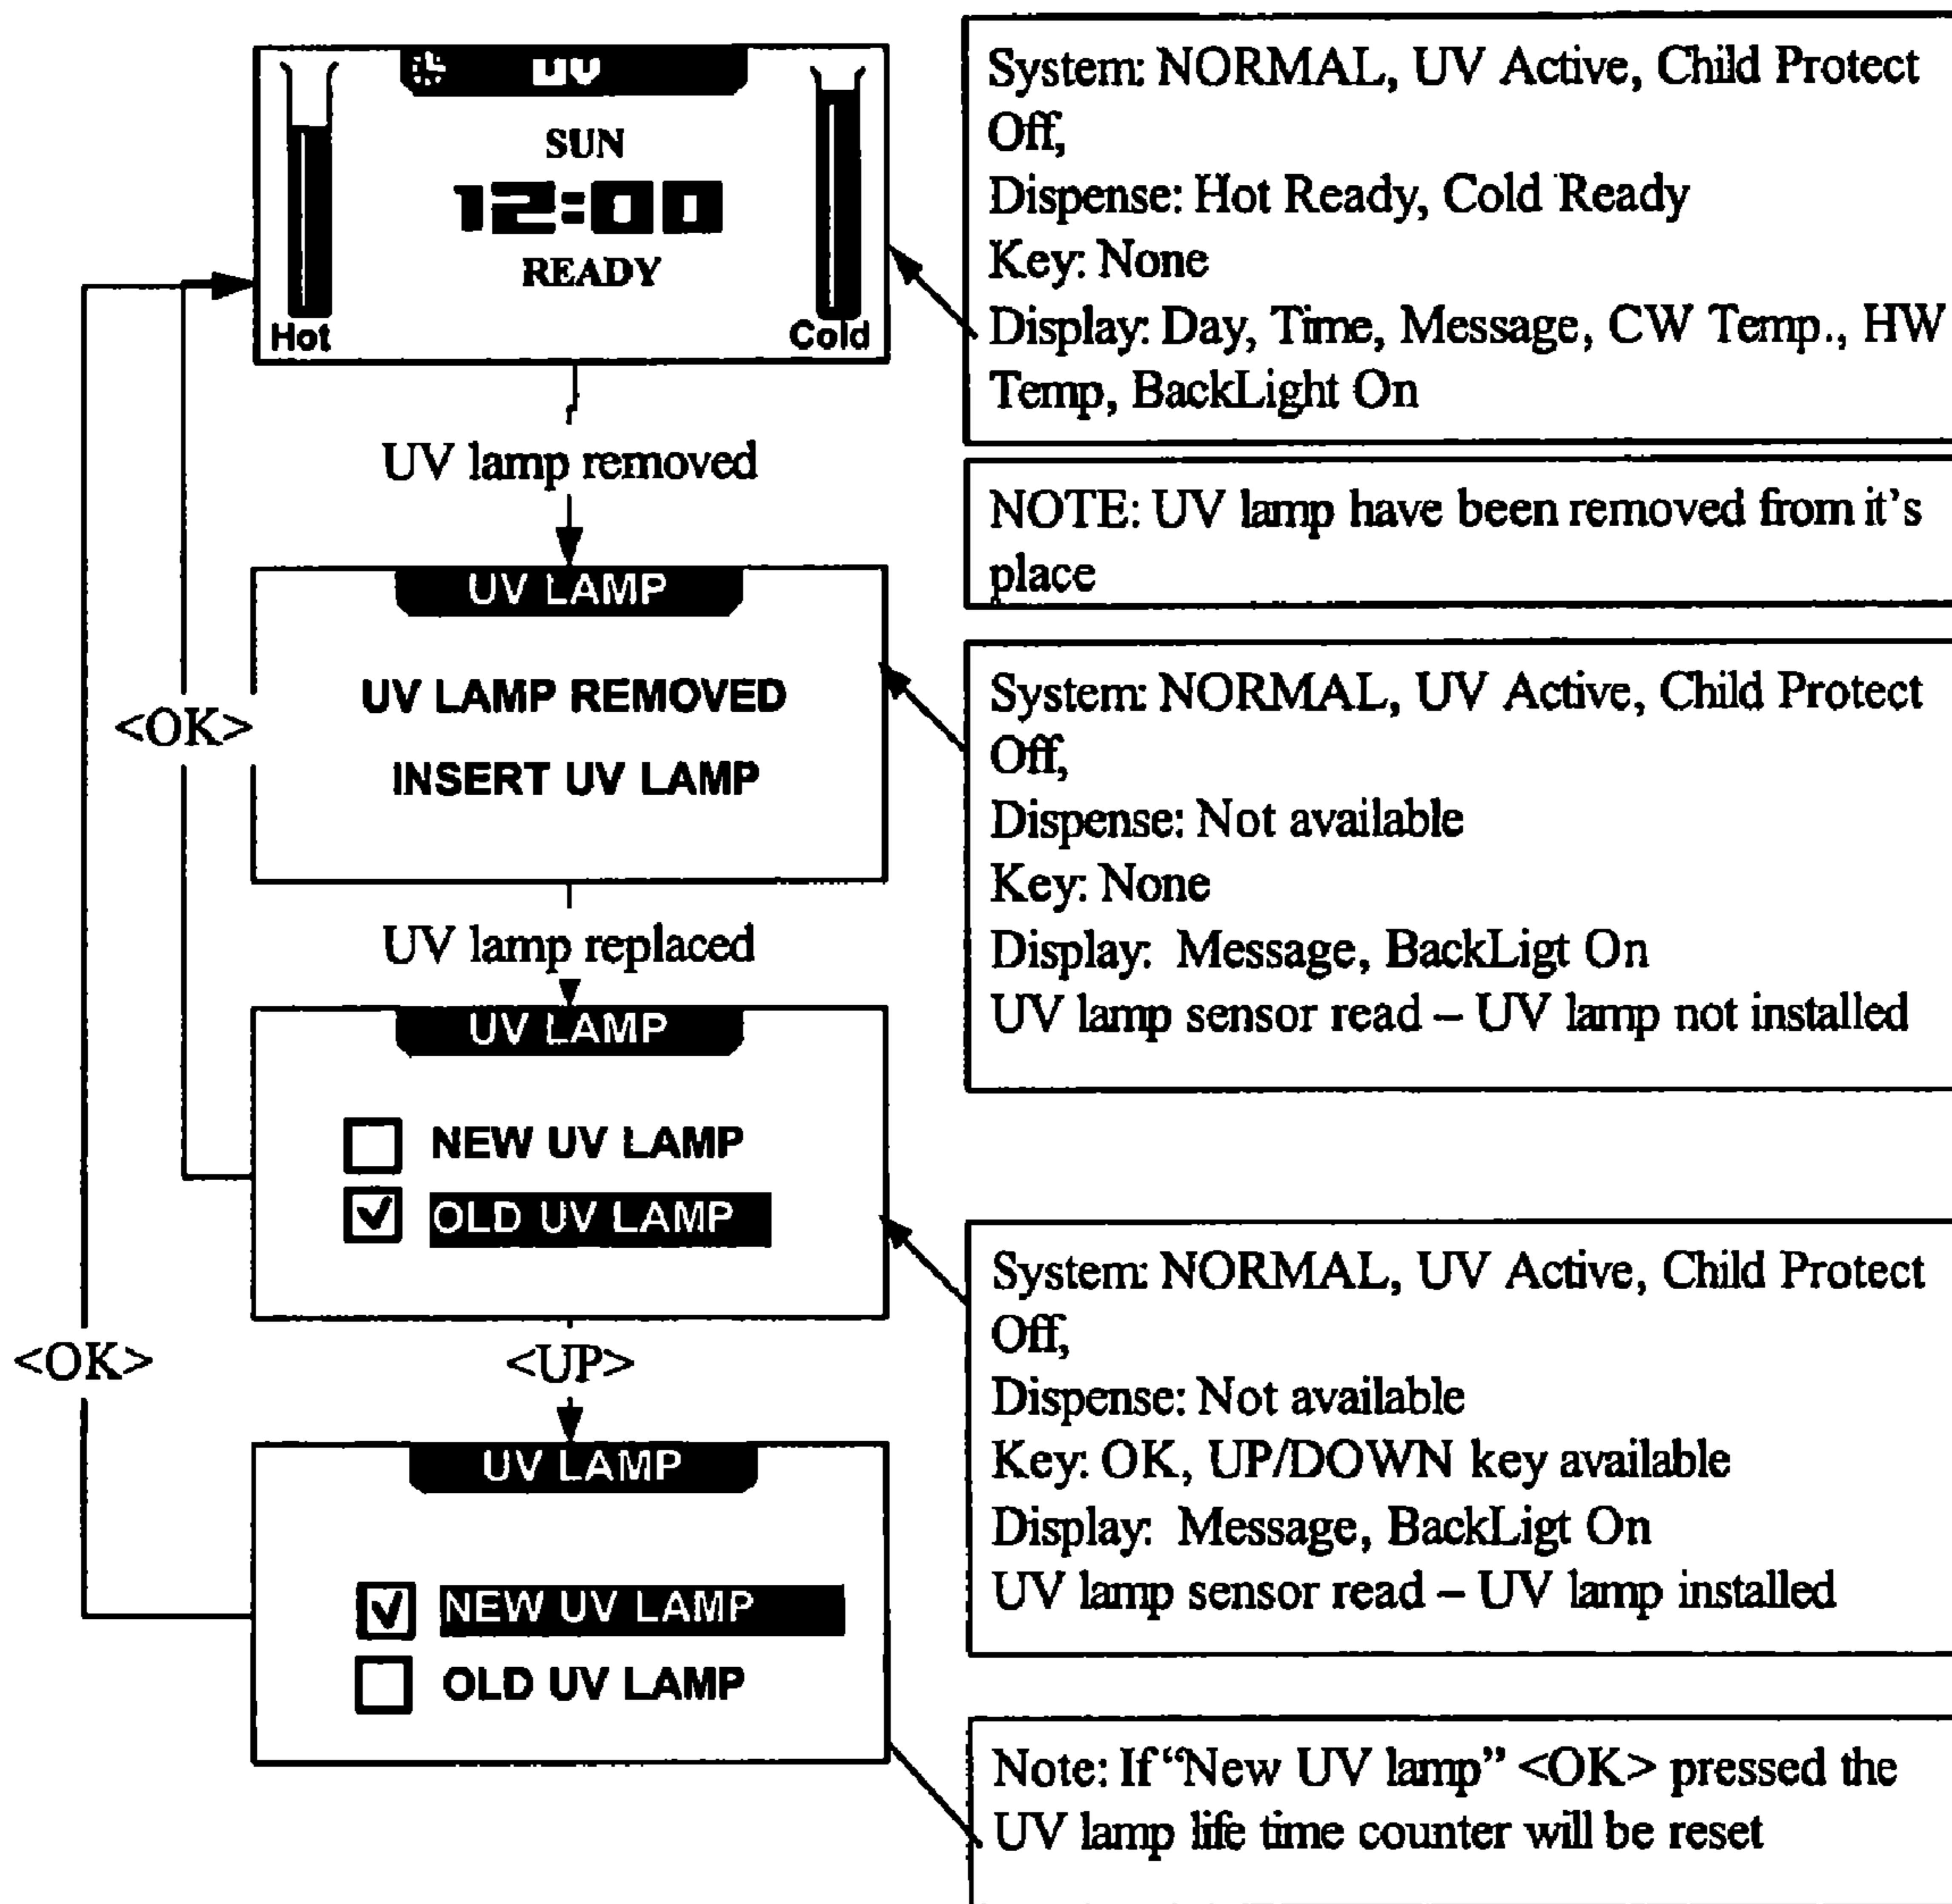 UV
SUN
12:00
READY
Hot
Cold
System: NORMAL, UV Active, Child Protect
Off,
Dispense: Hot Ready, Cold Ready
Key: None
Display: Day, Time, Message, CW Temp., HW
Temp, BackLight On
UV lamp removed
NOTE: UV lamp have been removed from it's
place
UV LAMP
UV LAMP REMOVED
INSERT UV LAMP
<OK>
System: NORMAL, UV Active, Child Protect
Off,
Dispense: Not available
Key: None
Display: Message, BackLigt On
UV lamp sensor read – UV lamp not installed
UV lamp replaced
UV LAMP
NEW UV LAMP
OLD UV LAMP
System: NORMAL, UV Active, Child Protect
Off,
Dispense: Not available
Key: OK, UP/DOWN key available
Display: Message, BackLigt On
UV lamp sensor read – UV lamp installed
<OK>
<UP>
UV LAMP
NEW UV LAMP
OLD UV LAMP
Note: If “New UV lamp” <OK> pressed the
UV lamp life time counter will be reset